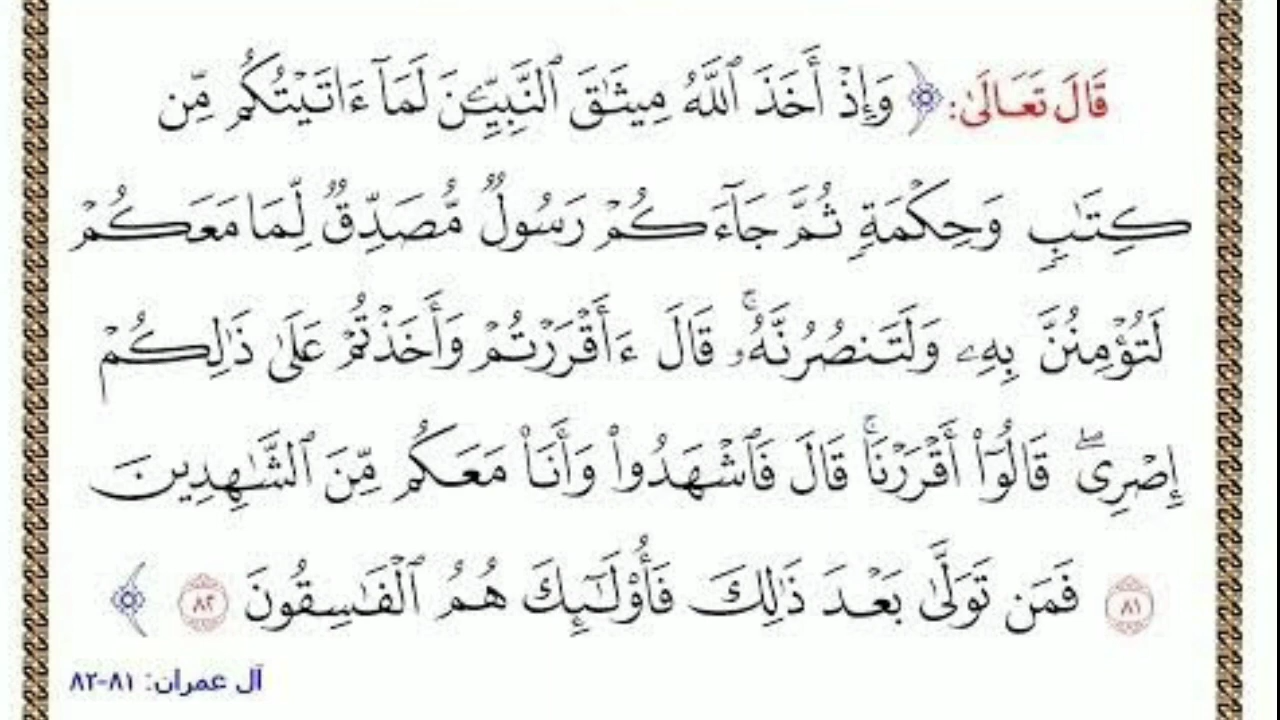 قَالَ تَعَالَىٰ: ﴿ وَإِذْ أَخَذَ ٱللَّهُ مِيثَٰقَ ٱلنَّبِيِّـۧنَ لَمَآ ءَاتَيْتُكُم مِّن
كِتَٰبٍ وَحِكْمَةٍ ثُمَّ جَآءَكُمْ رَسُولٌ مُّصَدِّقٌ لِّمَا مَعَكُمْ
لَتُؤْمِنُنَّ بِهِۦ وَلَتَنصُرُنَّهُۥۚ قَالَ ءَأَقْرَرْتُمْ وَأَخَذْتُمْ عَلَىٰ ذَٰلِكُمْ
إِصْرِىۖ قَالُوٓا۟ أَقْرَرْنَاۚ قَالَ فَٱشْهَدُوا۟ وَأَنَا۠ مَعَكُم مِّنَ ٱلشَّٰهِدِينَ
٨١ فَمَن تَوَلَّىٰ بَعْدَ ذَٰلِكَ فَأُو۟لَٰٓئِكَ هُمُ ٱلْفَٰسِقُونَ ٨٢ ﴾
آل عمران: ٨١-٨٢